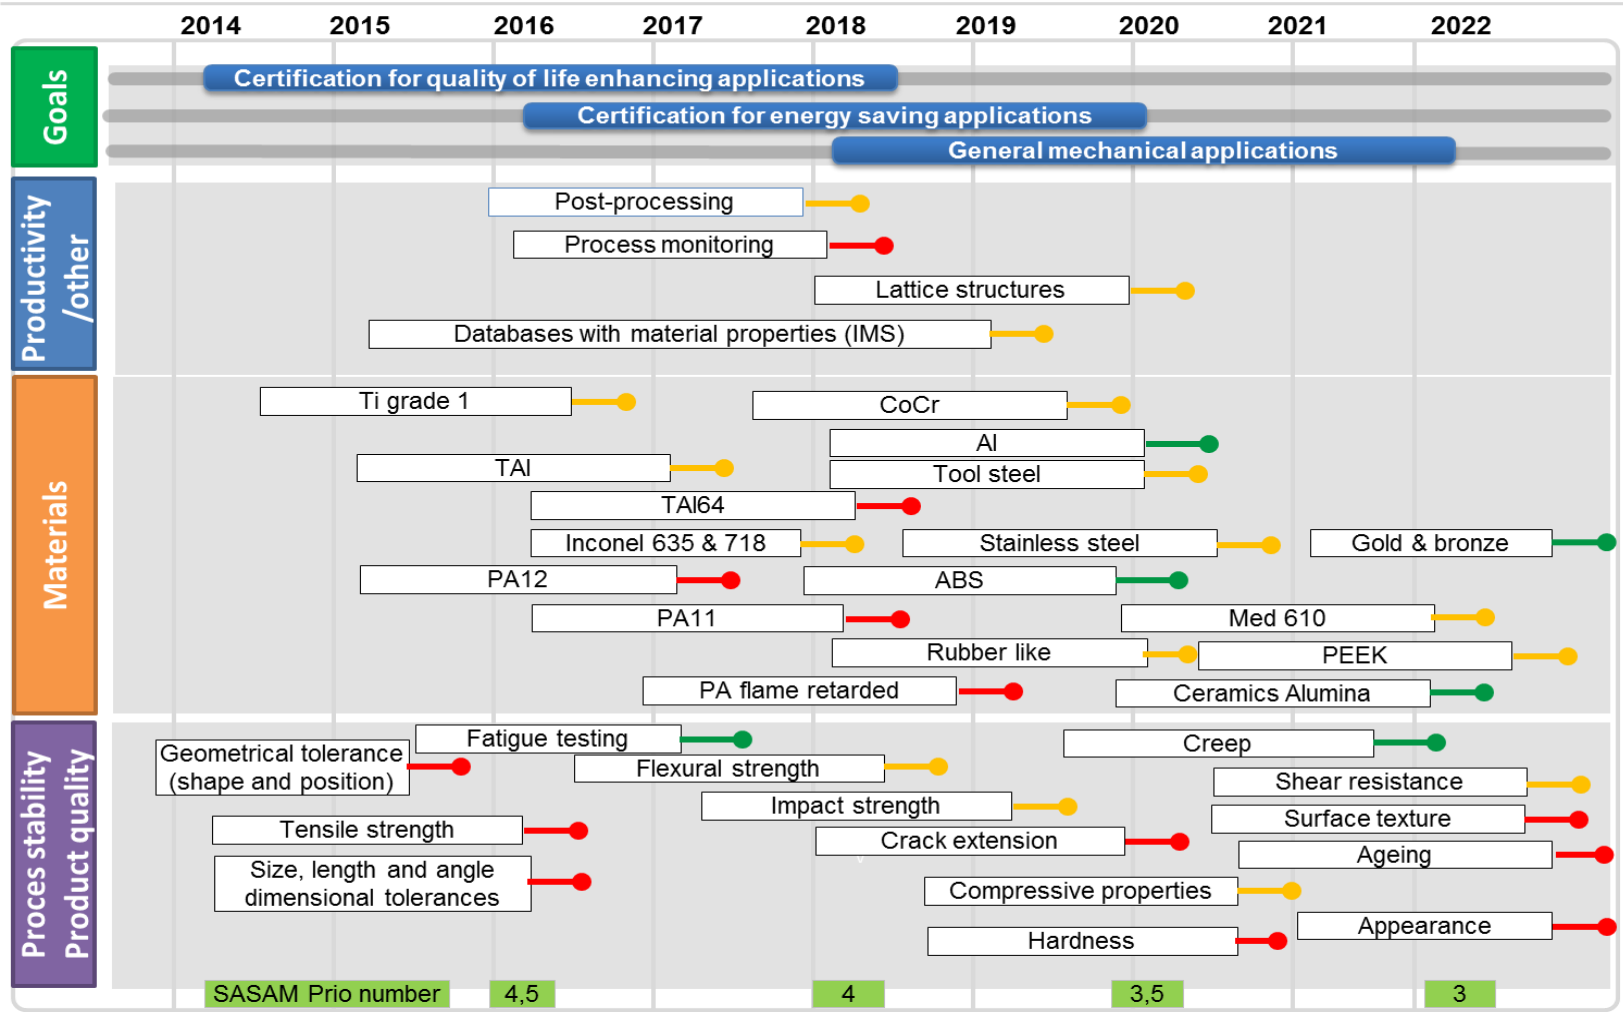 2014 2015 2016 2017 2018 2019 2020 2021 2022
Goals
Certification for quality of life enhancing applications
Certification for energy saving applications
General mechanical applications
Productivity
/other
Post-processing
Process monitoring
Lattice structures
Databases with material properties (IMS)
Materials
Ti grade 1
CoCr
Al
TAl
Tool steel
TAl64
Inconel 635 & 718
Stainless steel
Gold & bronze
PA12
ABS
PA11
Med 610
Rubber like
PEEK
PA flame retarded
Ceramics Alumina
Proces stability
Product quality
Fatigue testing
Creep
Geometrical tolerance
(shape and position)
Flexural strength
Shear resistance
Impact strength
Surface texture
Tensile strength
Crack extension
Ageing
Size, length and angle
dimensional tolerances
Compressive properties
Appearance
Hardness
SASAM Prio number 4,5 4 3,5 3